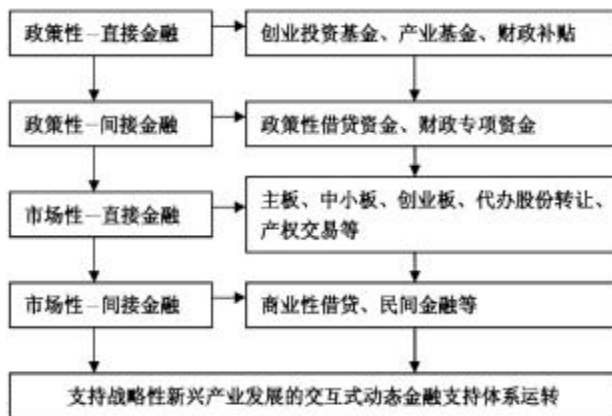 政策性—直接金融
创业投资基金、产业基金、财政补贴
政策性—间接金融
政策性借贷资金、财政专项资金
市场性—直接金融
主板、中小板、创业板、代办股份转让、
产权交易等
市场性—间接金融
商业性借贷、民间金融等
支持战略性新兴产业发展的交互式动态金融支持体系运转